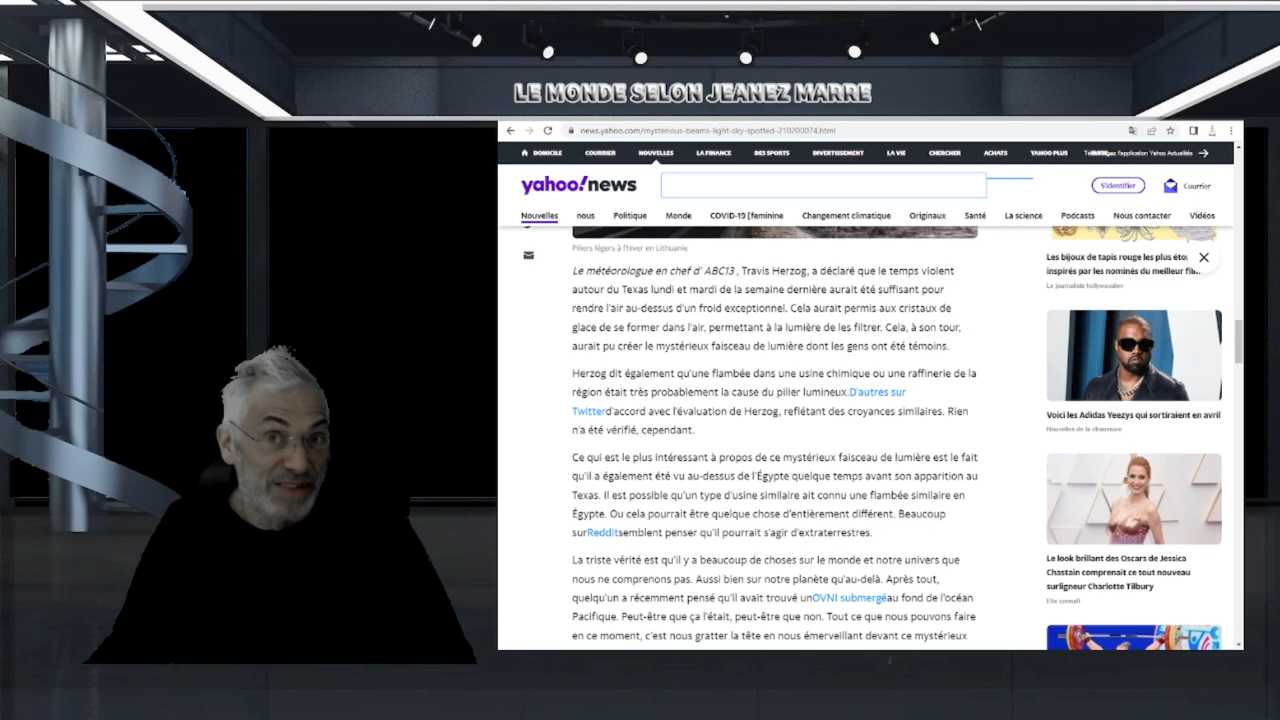 LE MONDE SELON JEANEZ MARRE
news.yahoo.com/mysterious-beams-light-sky-spotted-210200074.html
DOMICILE COURRIER NOUVELLES LA FINANCE DES SPORTS DIVERTISSEMENT LA VIE CHERCHER ACHATS YAHOO PLUS l'application Yahoo Actualités
yahoo!news
S'identifier
Courrier
Nouvelles nous Politique Monde COVID-19 [feminine Changement climatique Originaux Santé La science Podcasts Nous contacter Vidéos
Piliers légers à l'hiver en Lithuanie
Le météorologue en chef d' ABC13 , Travis Herzog, a déclaré que le temps violent
autour du Texas lundi et mardi de la semaine dernière aurait été suffisant pour
rendre l'air au-dessus d'un froid exceptionnel. Cela aurait permis aux cristaux de
glace de se former dans l'air, permettant à la lumière de les filtrer. Cela, à son tour,
aurait pu créer le mystérieux faisceau de lumière dont les gens ont été témoins.
Herzog dit également qu'une flambée dans une usine chimique ou une raffinerie de la
région était très probablement la cause du pilier lumineux.D'autres sur
Twitterd'accord avec l'évaluation de Herzog, reflétant des croyances similaires. Rien
n'a été vérifié, cependant.
Ce qui est le plus intéressant à propos de ce mystérieux faisceau de lumière est le fait
qu'il a également été vu au-dessus de l'Égypte quelque temps avant son apparition au
Texas. Il est possible qu'un type d'usine similaire ait connu une flambée similaire en
Égypte. Ou cela pourrait être quelque chose d'entièrement différent. Beaucoup
surRedditsemblent penser qu'il pourrait s'agir d'extraterrestres.
La triste vérité est qu'il y a beaucoup de choses sur le monde et notre univers que
nous ne comprenons pas. Aussi bien sur notre planète qu'au-delà. Après tout,
quelqu'un a récemment pensé qu'il avait trouvé unOVNI submergéau fond de l'océan
Pacifique. Peut-être que ça l'était, peut-être que non. Tout ce que nous pouvons faire
en ce moment, c'est nous gratter la tête en nous émerveillant devant ce mystérieux
Les bijoux de tapis rouge les plus éto
inspirés par les nominés du meilleur fil...
Le journaliste hollywoodien
Voici les Adidas Yeezys qui sortiraient en avril
Nouvelles de la chaussure
Le look brillant des Oscars de Jessica
Chastain comprenait ce tout nouveau
surligneur Charlotte Tilbury
Elle connaît